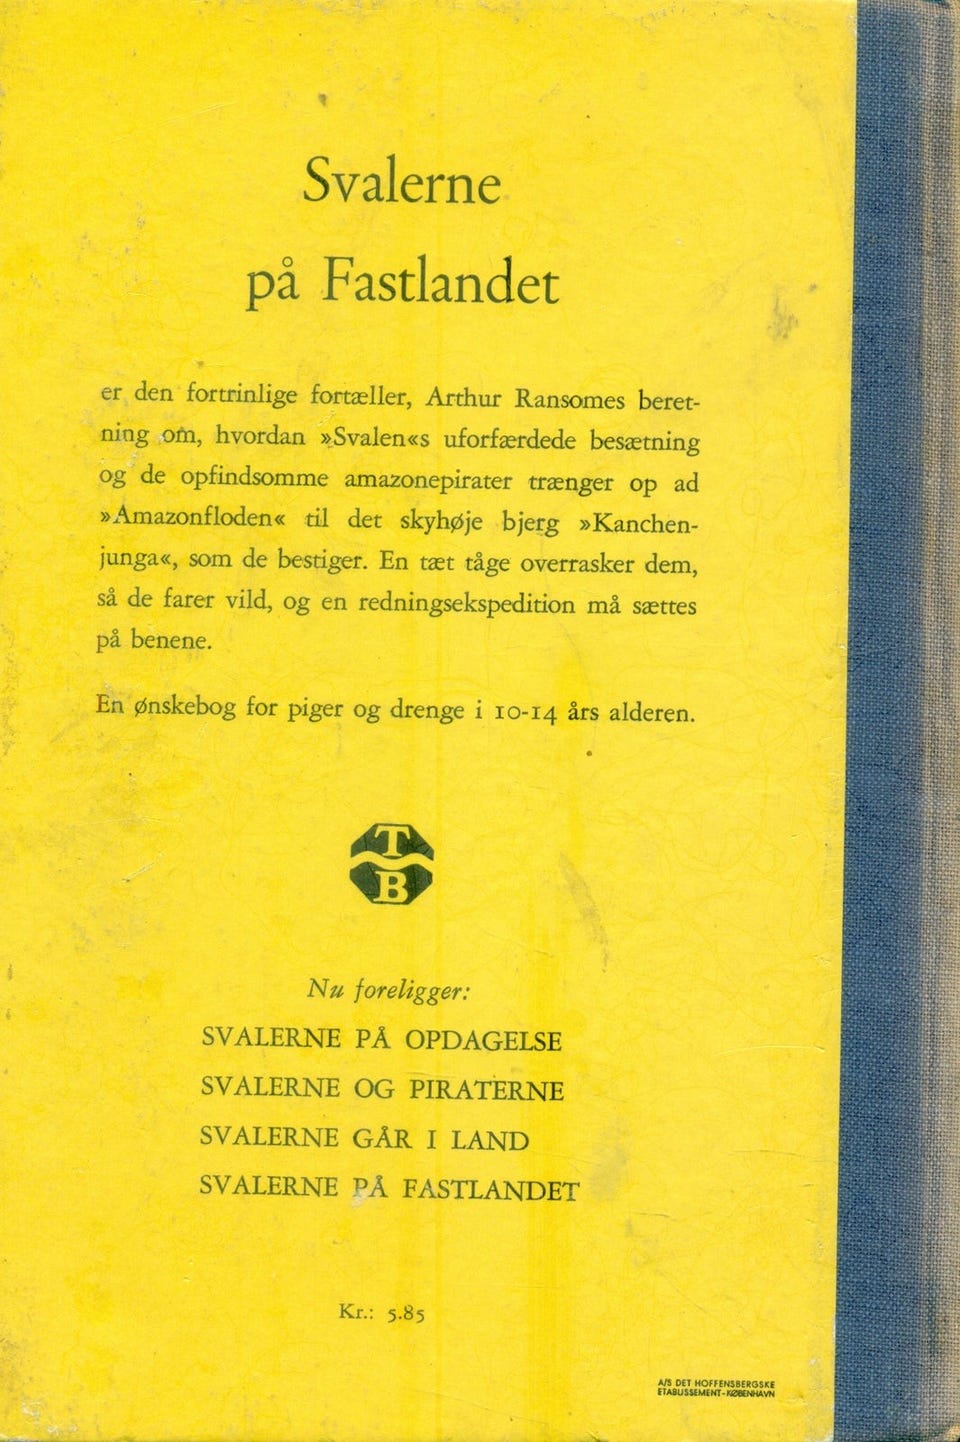 Svalerne
på Fastlandet
er den fortrinlige fortæller, Arthur Ransomes beret-
ning om, hvordan »Svalen«s uforfærdede besætning
og de opfindsomme amazonepirater trænger op ad
»Amazonfloden« til det skyhøje bjerg »Kanchen-
junga«, som de bestiger. En tæt tåge overrasker dem,
så de farer vild, og en redningsekspedition må sættes
på benene.
En ønskebog for piger og drenge i 10-14 års alderen.
T
B
Nu foreligger:
SVALERNE PÅ OPDAGELSE
SVALERNE OG PIRATERNE
SVALERNE GÅR I LAND
SVALERNE PÅ FASTLANDET
Kr.: 5.85
A/S DET HOFFENSBERGSKE
ETABLISSEMENT-KØBENHAVN